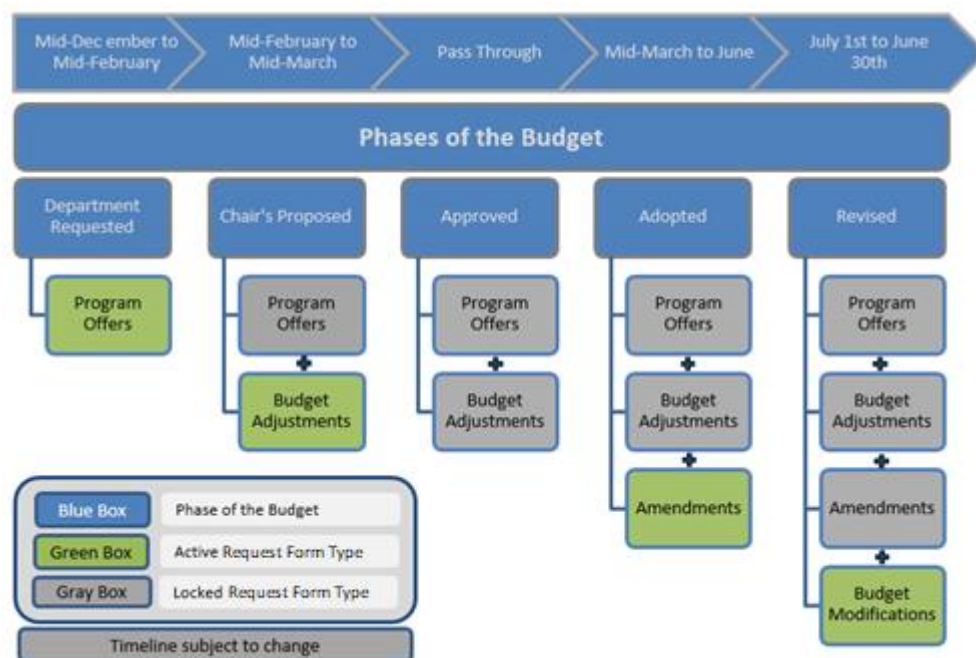 Mid-Dec ember to
Mid-February
Mid-February to
Mid-March
Pass Through
Mid-March to June
July 1st to June
30th
Phases of the Budget
Department
Requested
Chair's Proposed
Approved
Adopted
Revised
Program
Offers
Program
Offers
Program
Offers
Program
Offers
Program
Offers
Budget
Adjustments
Budget
Adjustments
Budget
Adjustments
Budget
Adjustments
Amendments
Amendments
Budget
Modifications
Blue Box
Phase of the Budget
Green Box
Active Request Form Type
Gray Box
Locked Request Form Type
Timeline subject to change